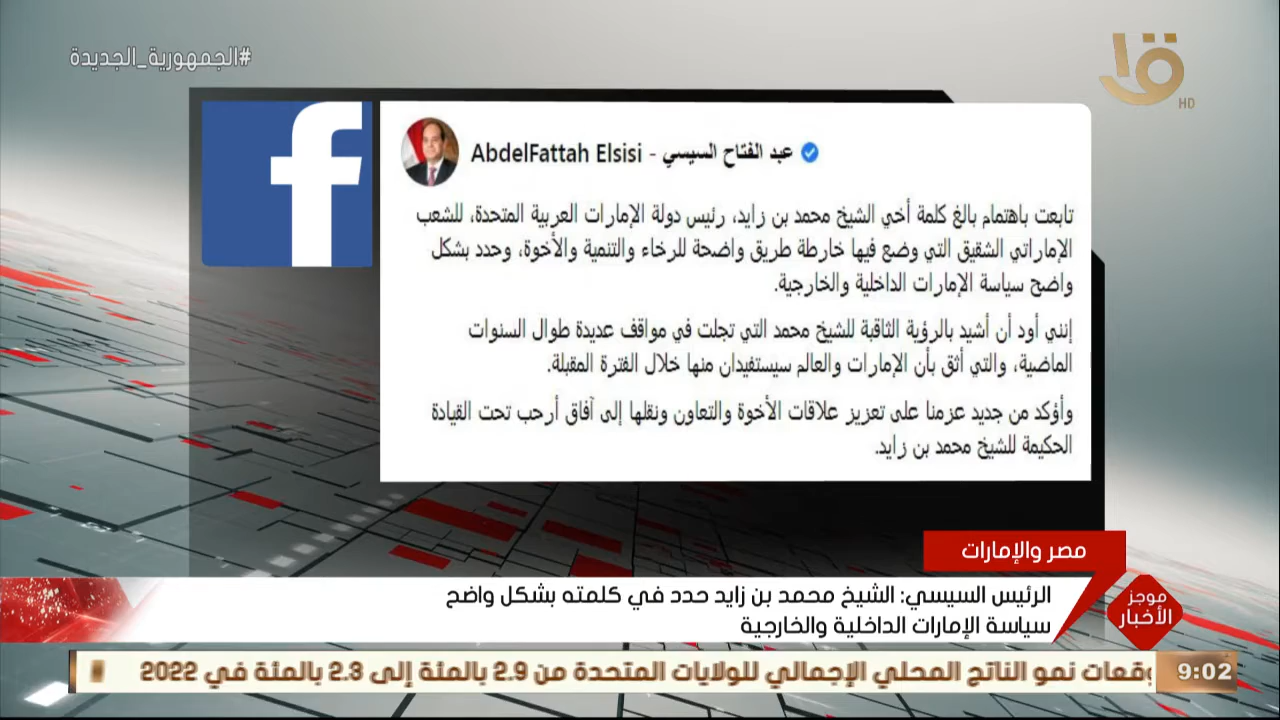 #الجمهورية_الجديدة
HD
AbdelFattah Elsisi - عبد الفتاح السيسي
تابعت باهتمام بالغ كلمة أخي الشيخ محمد بن زايد، رئيس دولة الإمارات العربية المتحدة، للشعب
الإماراتي الشقيق التي وضع فيها خارطة طريق واضحة للرخاء والتنمية والأخوة، وحدد بشكل
واضح سياسة الإمارات الداخلية والخارجية.
إنني أود أن أشيد بالرؤية الثاقبة للشيخ محمد التي تجلت في مواقف عديدة طوال السنوات
الماضية، والتي أثق بأن الإمارات والعالم سيستفيدان منها خلال الفترة المقبلة.
وأؤكد من جديد عزمنا على تعزيز علاقات الأخوة والتعاون ونقلها إلى آفاق أرحب تحت القيادة
الحكيمة للشيخ محمد بن زايد.
مصر والإمارات
موجز
الأخبار
الرئيس السيسي: الشيخ محمد بن زايد حدد في كلمته بشكل واضح
سياسة الإمارات الداخلية والخارجية
9:02
وقعات نمو الناتج المحلي الإجمالي للولايات المتحدة من 2.9 بالمئة إلى 2.3 بالمئة في 2022